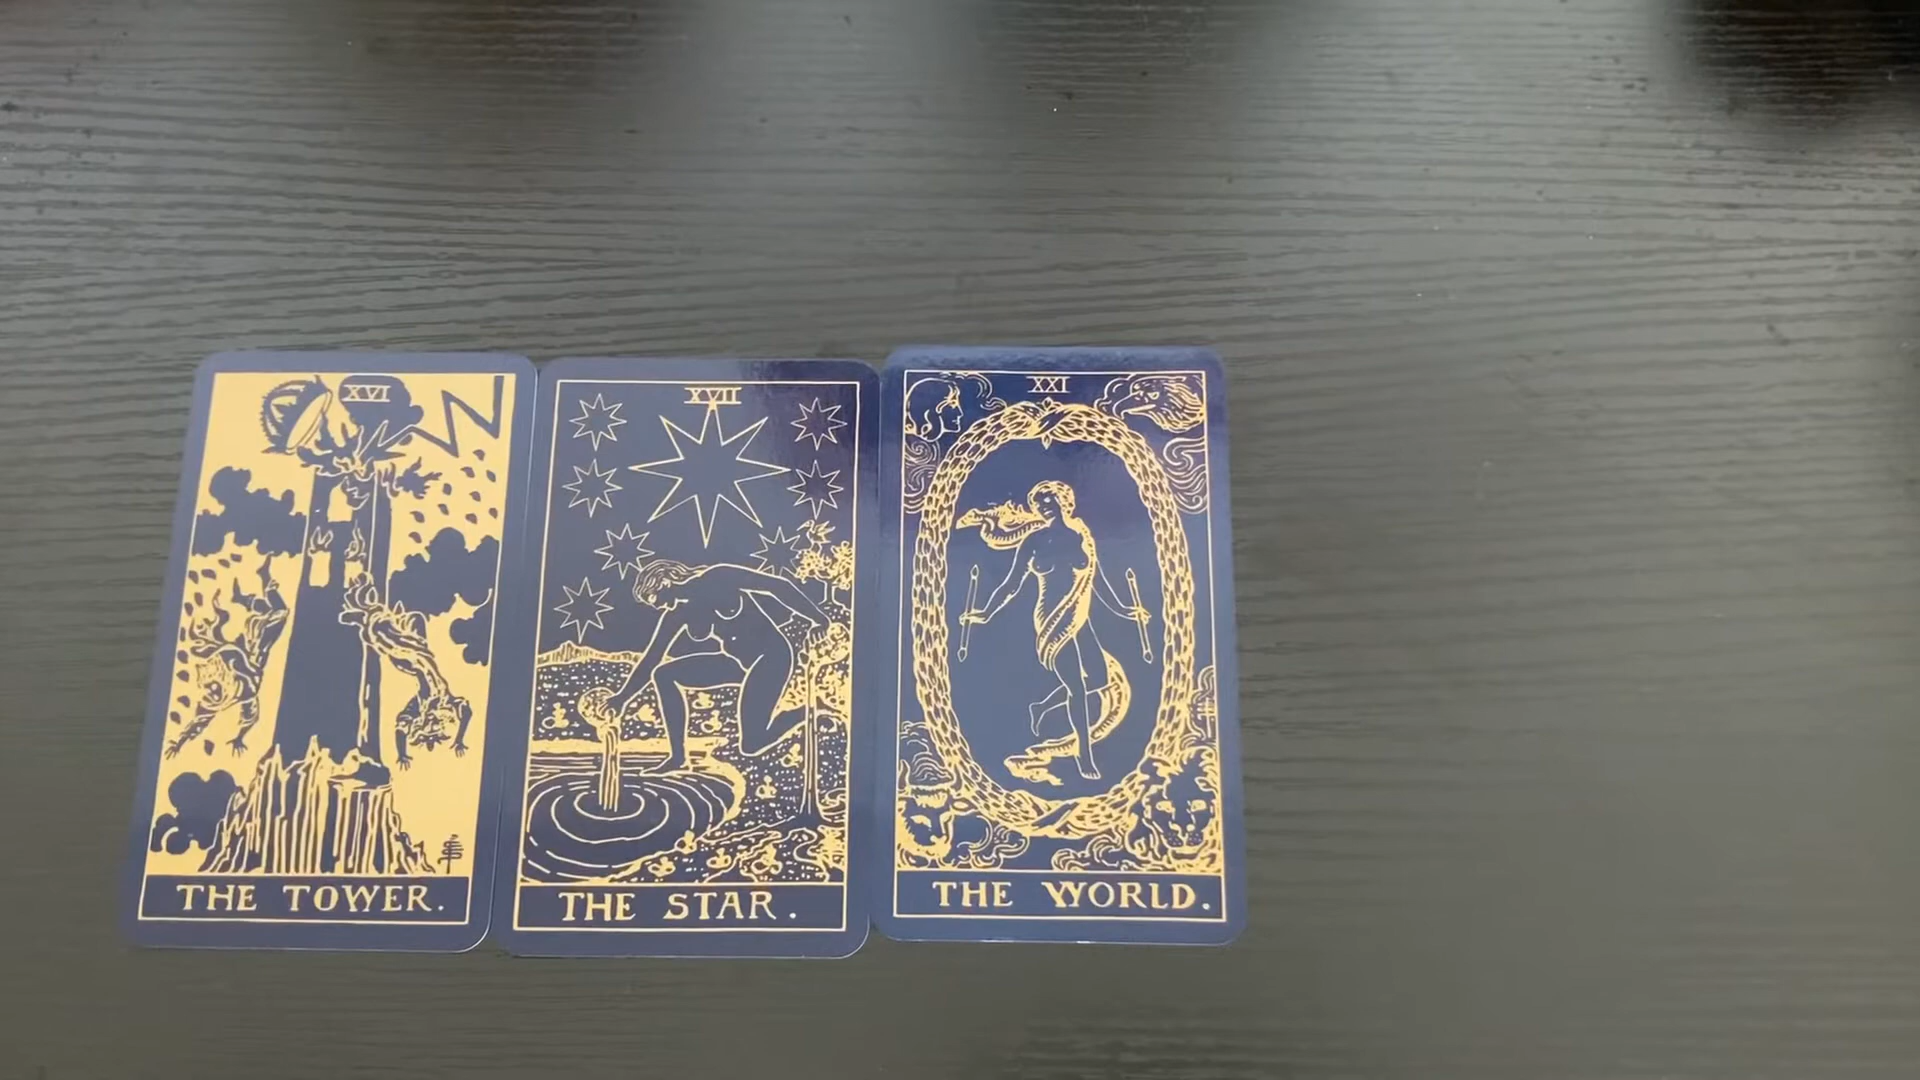 XVI
THE TOWER.
XVII
THE STAR.
XXI
THE WORLD.